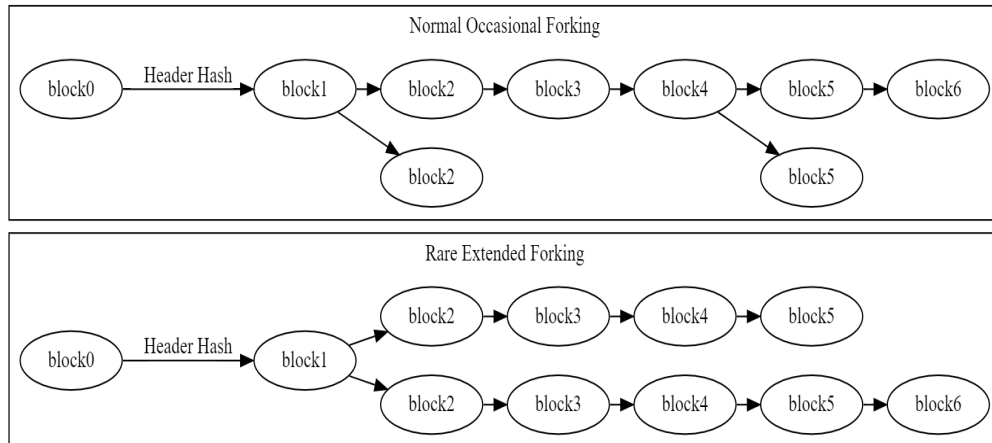 Normal Occasional Forking
block0 Header Hash block1 block2 block3 block4 block5 block6
block2 block5
Rare Extended Forking
block2 block3 block4 block5
block0 Header Hash block1
block2 block3 block4 block5 block6